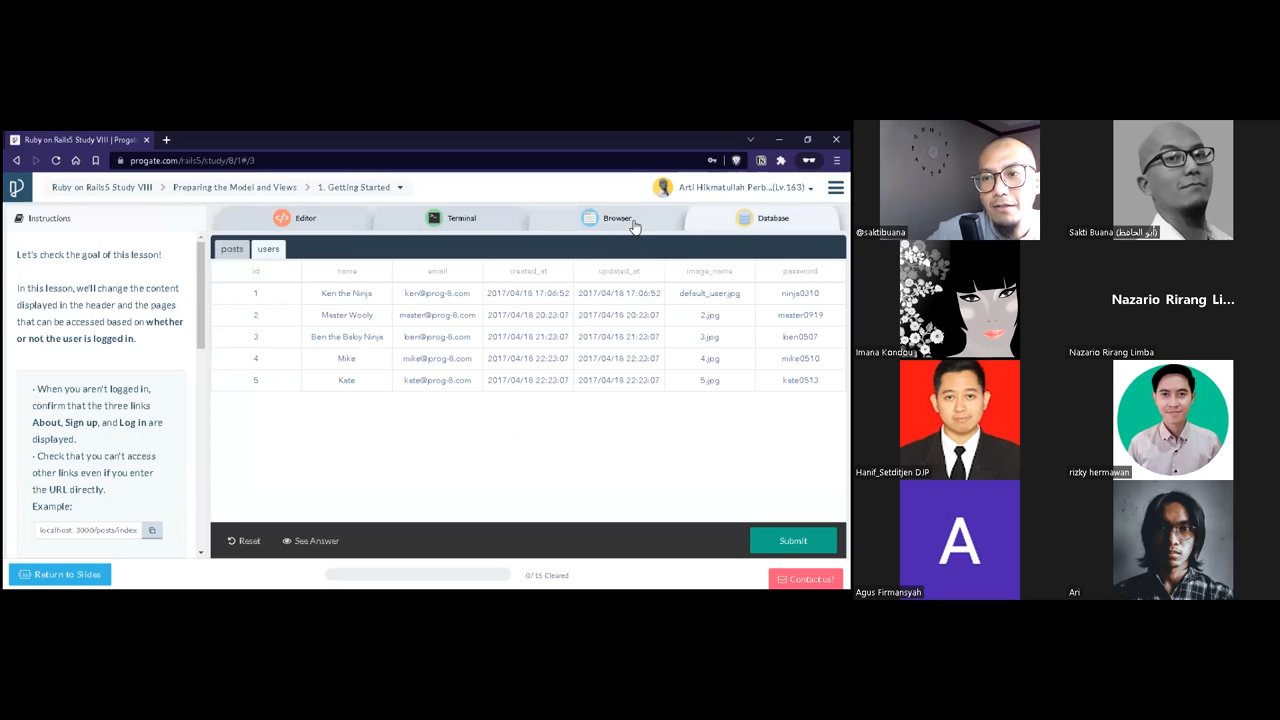 Ruby on Rails5 Study VIII | Progat
progate.com/rails5/study/8/1#/3
Ruby on Rails5 Study VIII
Preparing the Model and Views
1. Getting Started
Arti Hikmatullah Perb...(Lv.163)
Instructions
Editor
Terminal
Browser
Database
Let's check the goal of this lesson!
In this lesson, we'll change the content
displayed in the header and the pages
that can be accessed based on whether
or not the user is logged in.
· When you aren't logged in,
confirm that the three links
About, Sign up, and Log in are
displayed.
· Check that you can't access
other links even if you enter
the URL directly.
Example:
localhost: 3000/posts/index
posts users
id name email created_at updated_at image_name password
1 Ken the Ninja ken@prog-8.com 2017/04/18 17:06:52 2017/04/18 17:06:52 default_user.jpg ninja0310
2 Master Wooly master@prog-8.com 2017/04/18 20:23:07 2017/04/18 20:23:07 2.jpg master0919
3 Ben the Baby Ninja ben@prog-8.com 2017/04/18 21:23:07 2017/04/18 21:23:07 3.jpg ben0507
4 Mike mike@prog-8.com 2017/04/18 22:23:07 2017/04/18 22:23:07 4.jpg mike0510
5 Kate kate@prog-8.com 2017/04/18 22:23:07 2017/04/18 22:23:07 5.jpg kate0513
Reset
See Answer
Submit
Return to Slides
0/15 Cleared
Contact us!
@saktibuana
Sakti Buana (أبو الحافظ)
Imana Kondou
Nazario Rirang Li...
Nazario Rirang Limba
Hanif_Setditjen DJP
rizky hermawan
A
Agus Firmansyah
Ari